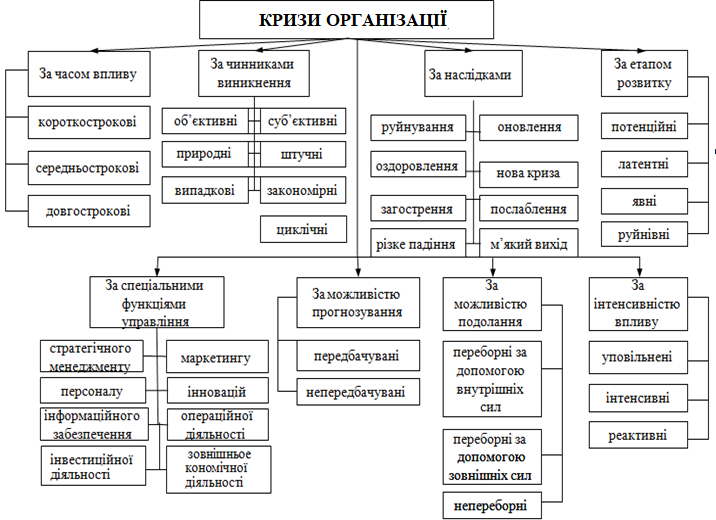 КРИЗИ ОРГАНІЗАЦІЇ
За часом впливу
короткострокові
середньострокові
довгострокові
За чинниками
виникнення
об’єктивні
суб’єктивні
природні
штучні
випадкові
закономірні
циклічні
За наслідками
руйнування
оновлення
оздоровлення
нова криза
загострення
послаблення
різке падіння
м’який вихід
За етапом
розвитку
потенційні
латентні
явні
руйнівні
За спеціальними
функціями
управління
стратегічного
менеджменту
маркетингу
персоналу
інновацій
інформаційного
забезпечення
операційної
діяльності
інвестиційної
діяльності
зовнішньое
кономічної
діяльності
За можливістю
прогнозування
передбачувані
непередбачувані
За
можливістю
подолання
переборні за
допомогою
внутрішніх
сил
переборні за
допомогою
зовнішніх сил
непереборні
За
інтенсивністю
впливу
уповільнені
інтенсивні
реактивні